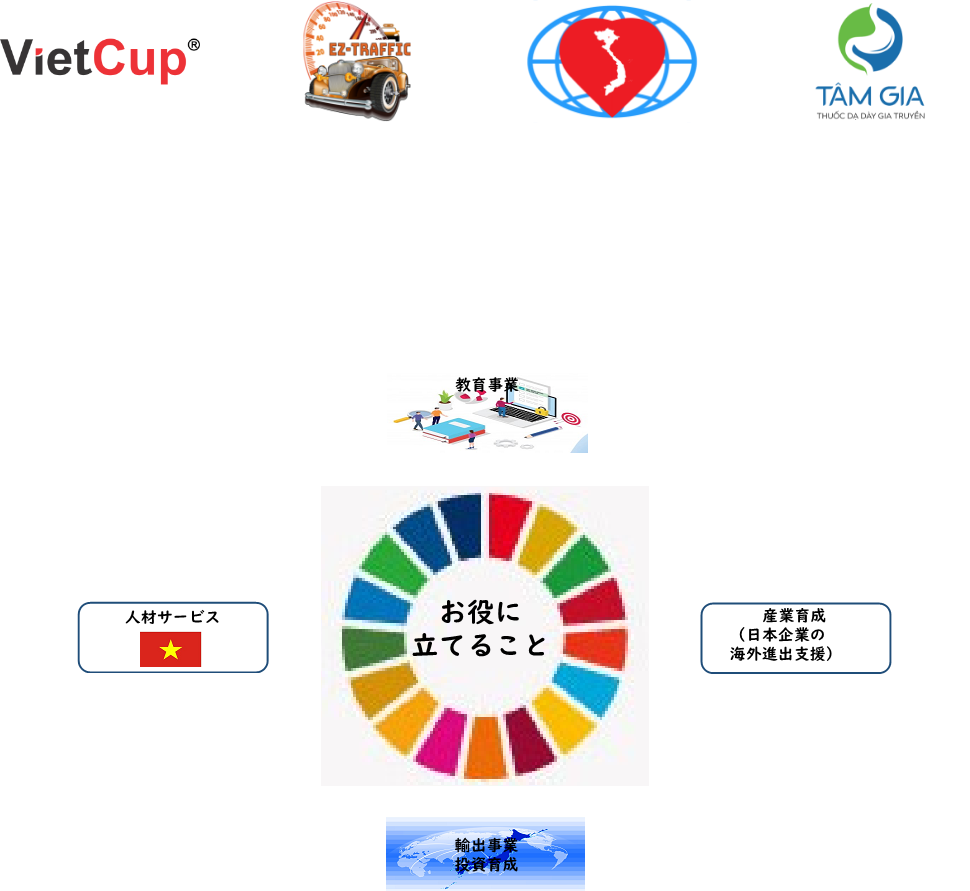 VietCup®
EZ-TRAFFIC
TÂM GIA
THUỐC DẠ DÀY GIA TRUYỀN
教育事業
お役に
立てること
人材サービス
産業育成
（日本企業の
海外進出支援）
輸出事業
投資育成